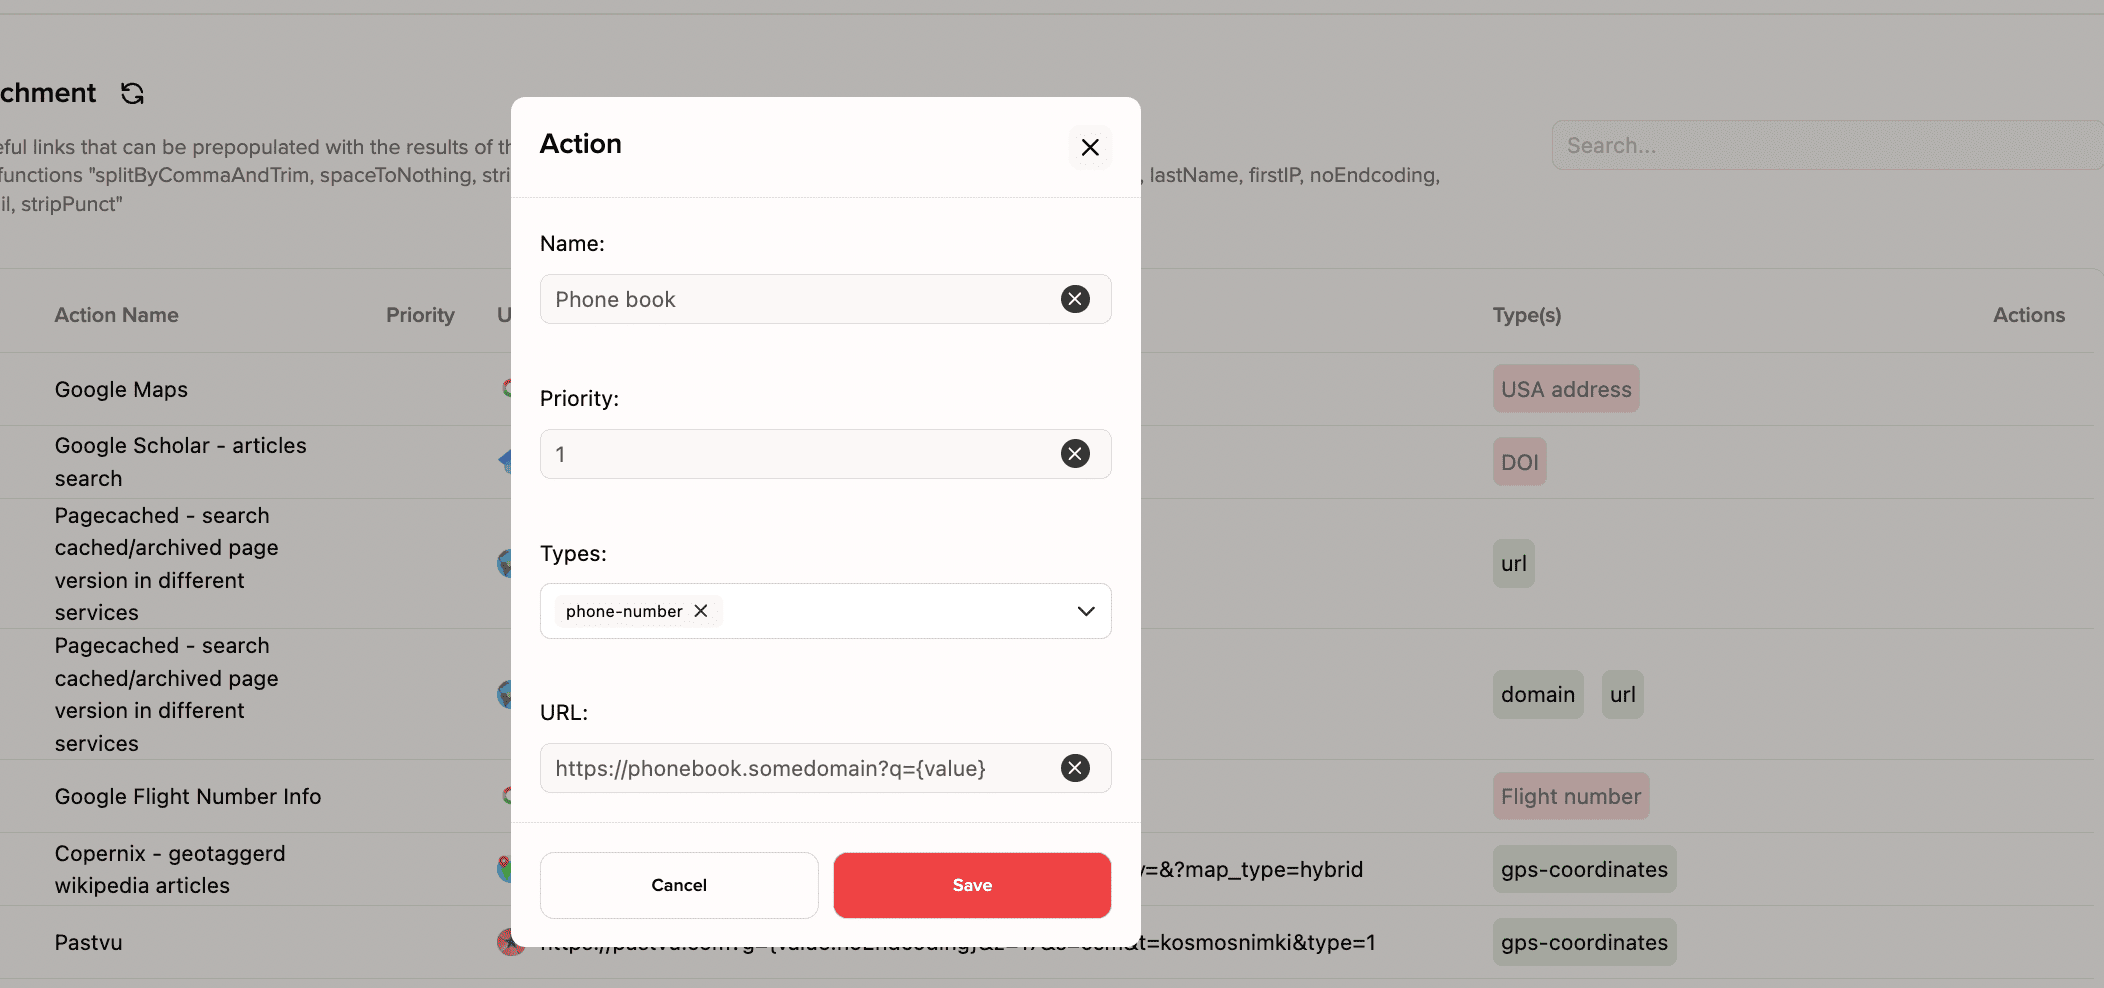 chment
eful links that can be prepopulated with the results of th
functions "splitByCommaAndTrim, spaceToNothing, stri
, lastName, firstIP, noEndcoding,
il, stripPunct"
Search...
Action Name
Priority
U
Type(s)
Actions
Google Maps
USA address
Google Scholar - articles
search
DOI
Pagecached - search
cached/archived page
version in different
services
url
Pagecached - search
cached/archived page
version in different
services
domain
url
Google Flight Number Info
Flight number
Copernix - geotaggerd
wikipedia articles
=&?map_type=hybrid
gps-coordinates
Pastvu
t=kosmosnimki&type=1
gps-coordinates
Action
Name:
Phone book
Priority:
1
Types:
phone-number
URL:
https://phonebook.somedomain?q={value}
Cancel
Save